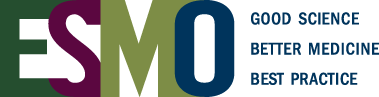 ESMO
GOOD SCIENCE
BETTER MEDICINE
BEST PRACTICE